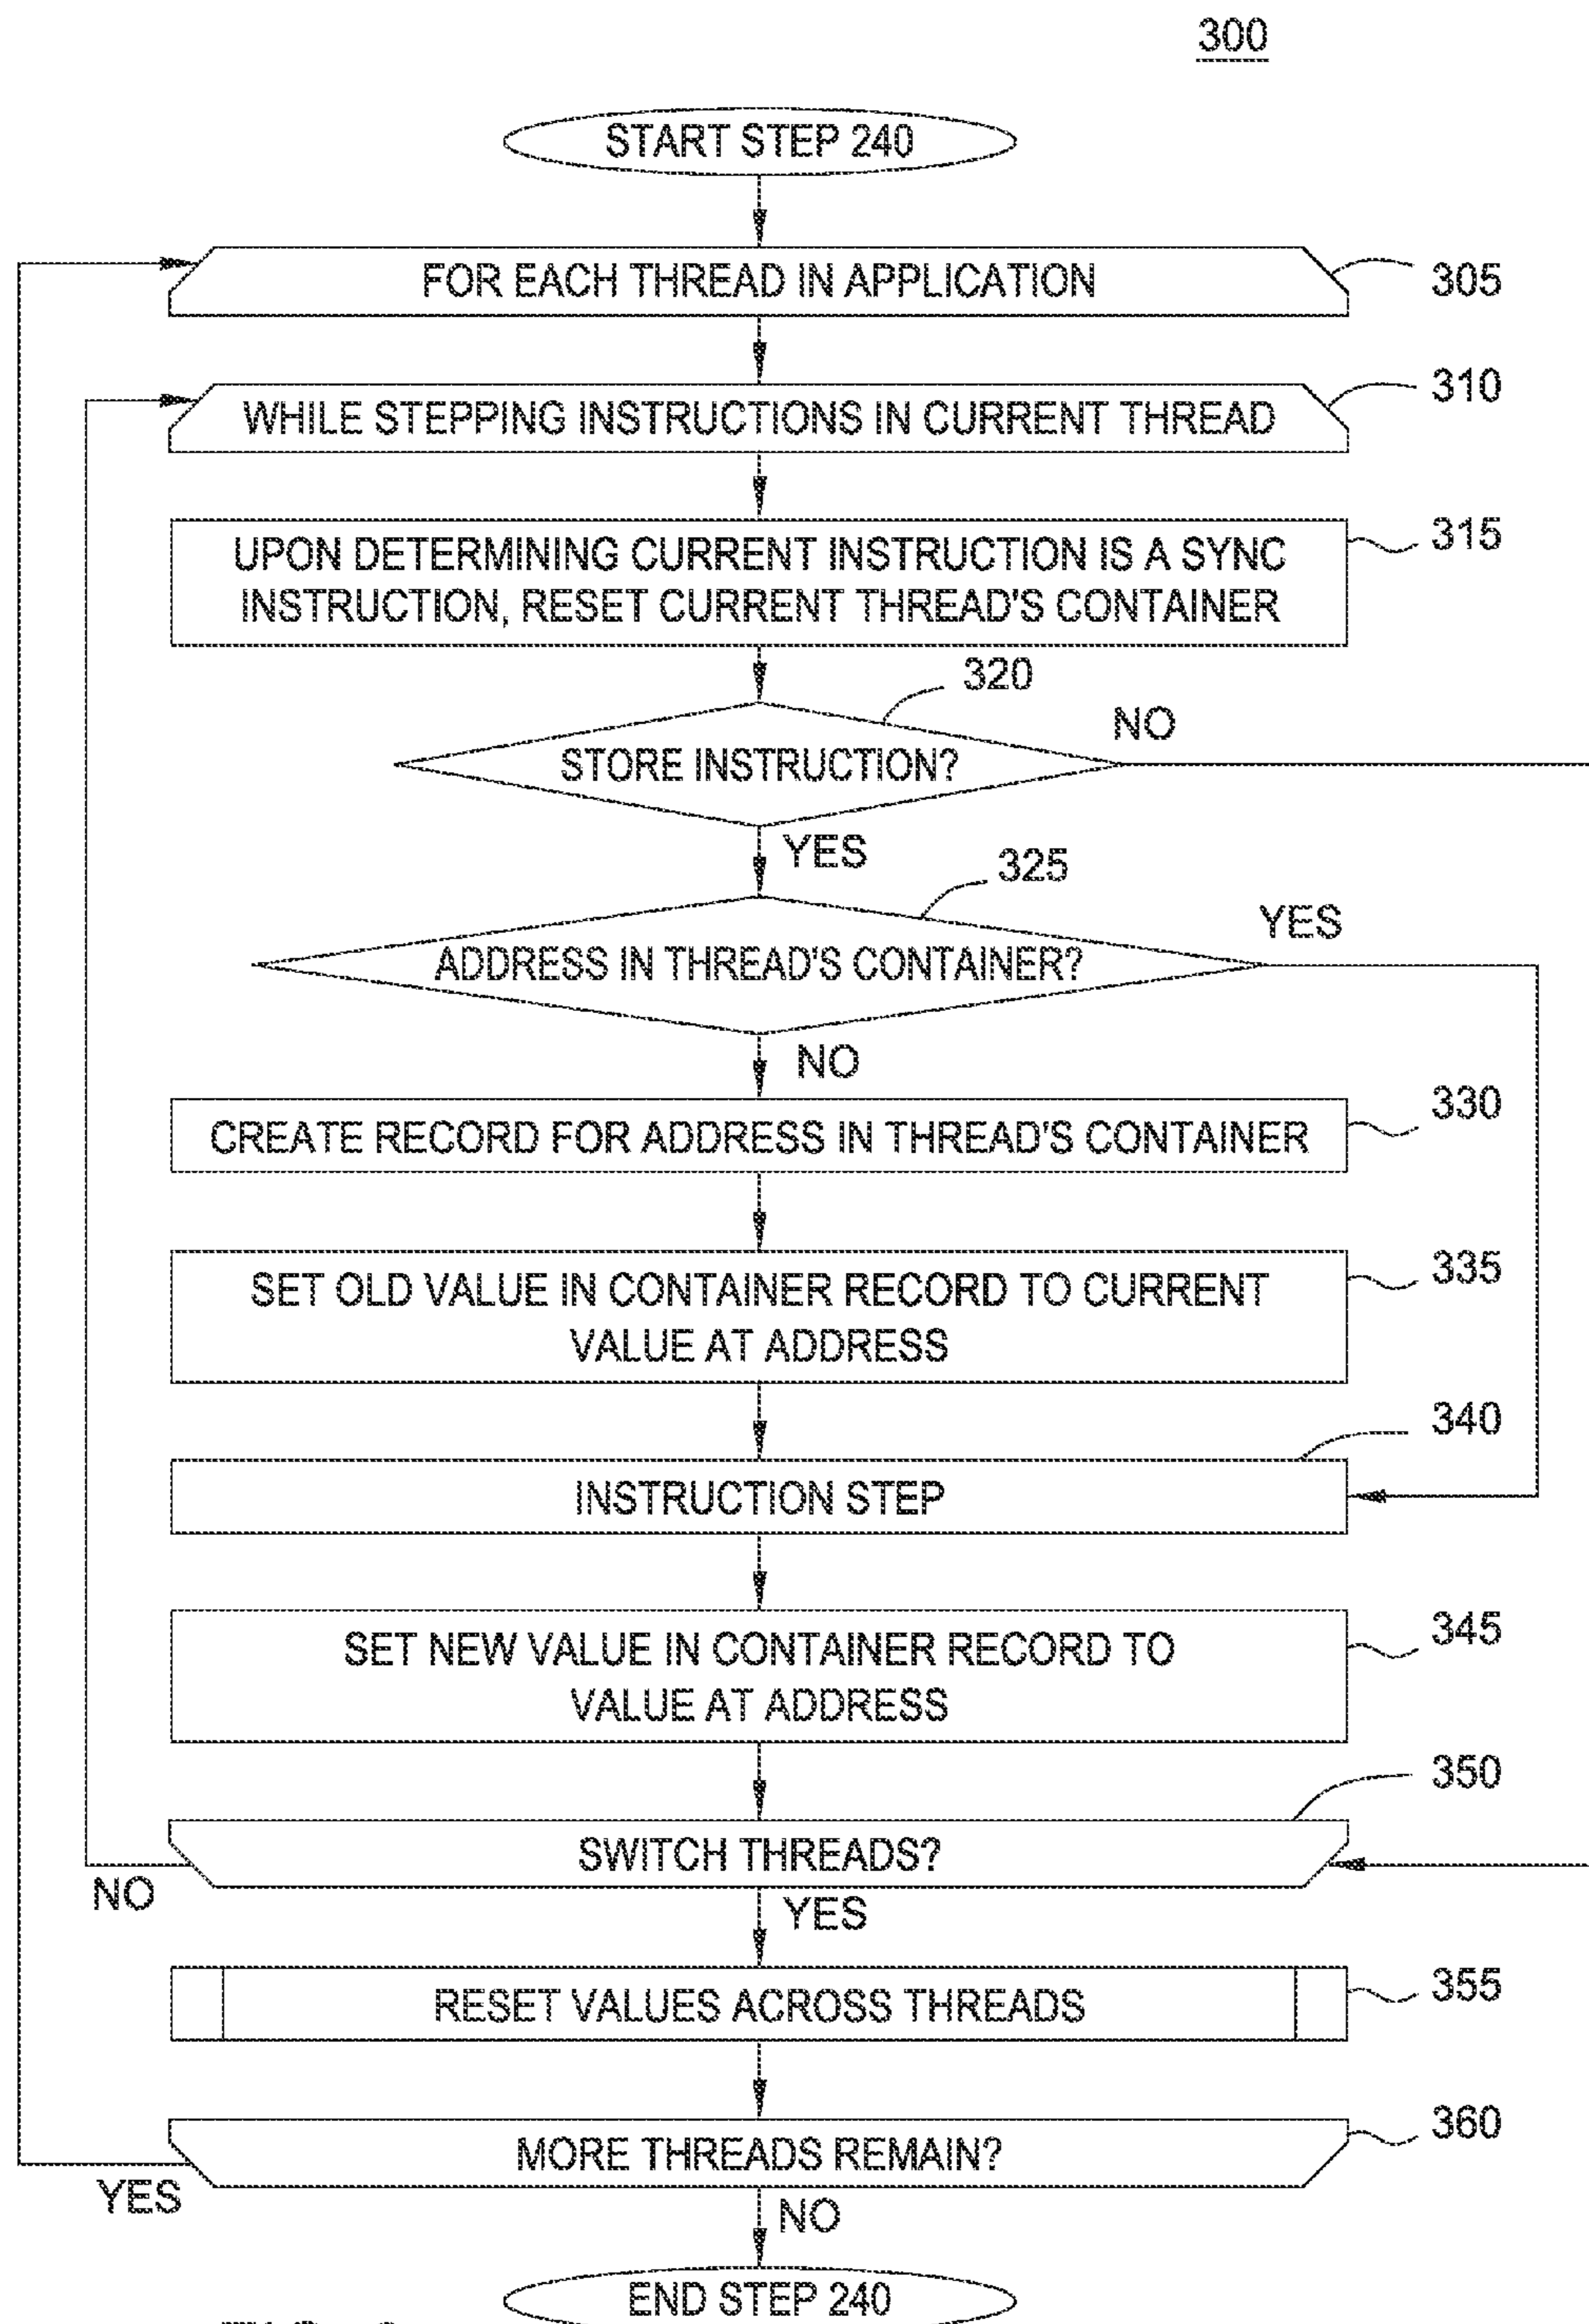 300
START STEP 240
FOR EACH THREAD IN APPLICATION
305
WHILE STEPPING INSTRUCTIONS IN CURRENT THREAD
310
UPON DETERMINING CURRENT INSTRUCTION IS A SYNC
INSTRUCTION, RESET CURRENT THREAD'S CONTAINER
315
320
STORE INSTRUCTION?
NO
YES
325
ADDRESS IN THREAD'S CONTAINER?
YES
NO
CREATE RECORD FOR ADDRESS IN THREAD'S CONTAINER
330
SET OLD VALUE IN CONTAINER RECORD TO CURRENT
VALUE AT ADDRESS
335
340
INSTRUCTION STEP
SET NEW VALUE IN CONTAINER RECORD TO
VALUE AT ADDRESS
345
350
SWITCH THREADS?
NO
YES
RESET VALUES ACROSS THREADS
355
MORE THREADS REMAIN?
360
YES
NO
END STEP 240